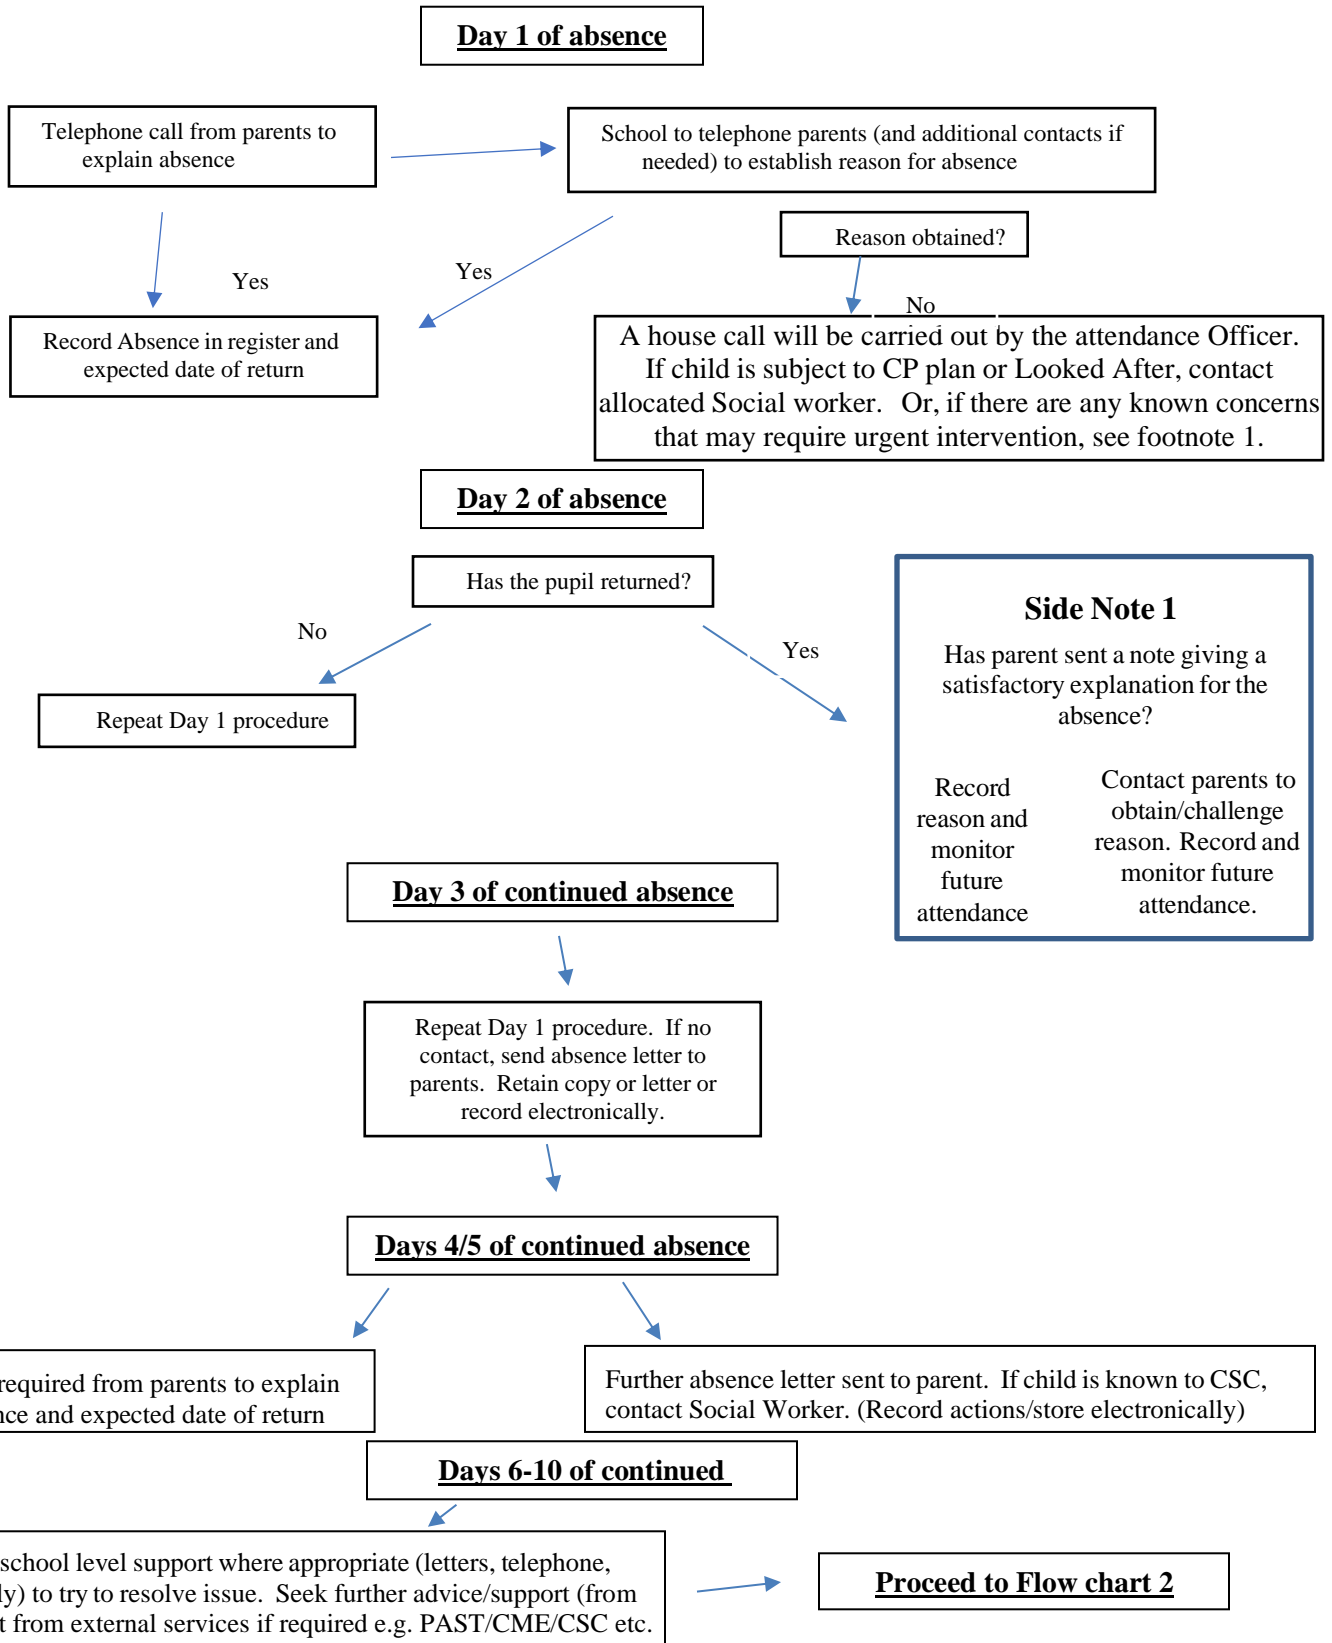 Day 1 of absence
Telephone call from parents to
explain absence
School to telephone parents (and additional contacts if
needed) to establish reason for absence
Reason obtained?
Yes
Yes
No
Record Absence in register and
expected date of return
A house call will be carried out by the attendance Officer.
If child is subject to CP plan or Looked After, contact
allocated Social worker. Or, if there are any known concerns
that may require urgent intervention, see footnote 1.
Day 2 of absence
Has the pupil returned?
No
Yes
Repeat Day 1 procedure
Side Note 1
Has parent sent a note giving a
satisfactory explanation for the
absence?
Record
reason and
monitor
future
attendance
Contact parents to
obtain/challenge
reason. Record and
monitor future
attendance.
Day 3 of continued absence
Repeat Day 1 procedure. If no
contact, send absence letter to
parents. Retain copy or letter or
record electronically.
Days 4/5 of continued absence
required from parents to explain
and expected date of return
Further absence letter sent to parent. If child is known to CSC,
contact Social Worker. (Record actions/store electronically)
Days 6-10 of continued
school level support where appropriate (letters, telephone,
to try to resolve issue. Seek further advice/support (from
from external services if required e.g. PAST/CME/CSC etc.
Proceed to Flow chart 2